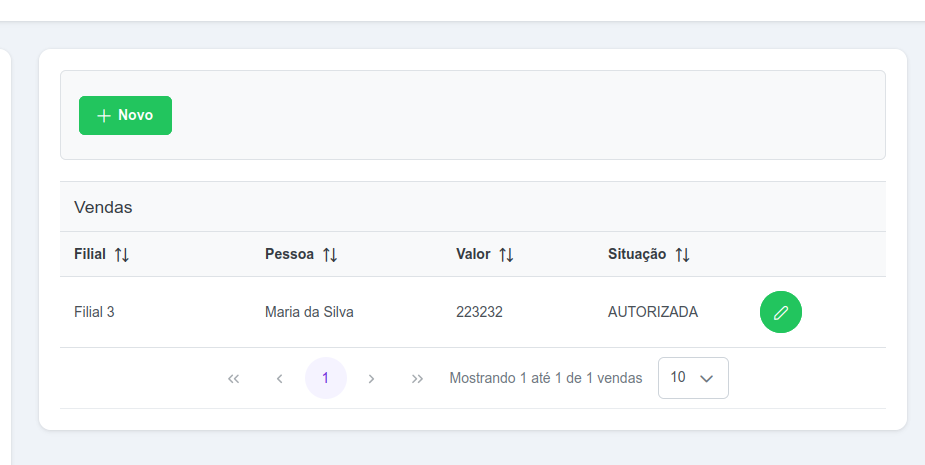 Novo
Vendas
Filial Pessoa Valor Situação
Filial 3 Maria da Silva 223232 AUTORIZADA
1 Mostrando 1 até 1 de 1 vendas 10